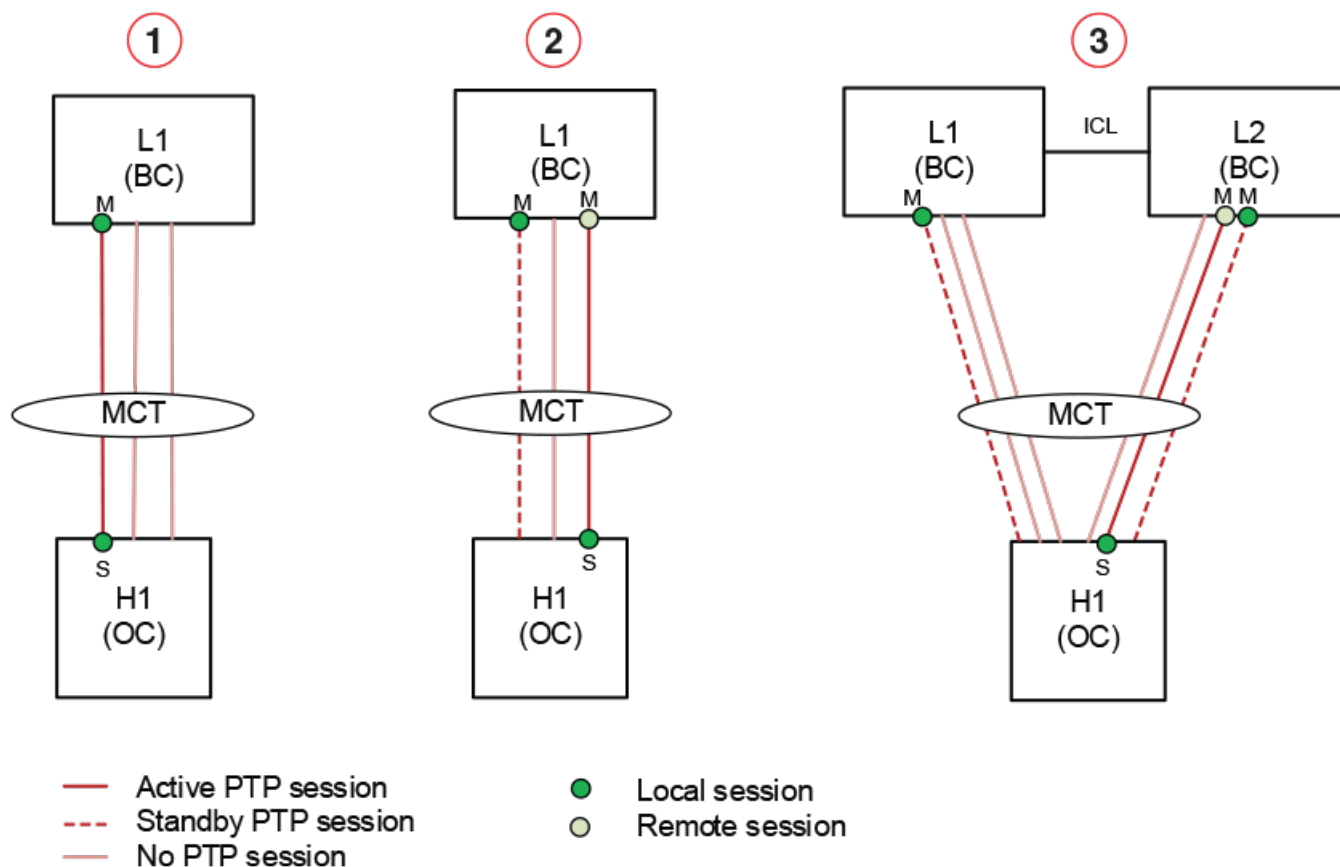 1
2
3
L1
(BC)
M
L1
(BC)
M
M
L1
(BC)
M
ICL
L2
(BC)
M
M
MCT
MCT
MCT
S
H1
(OC)
S
H1
(OC)
S
H1
(OC)
Active PTP session
Standby PTP session
No PTP session
Local session
Remote session